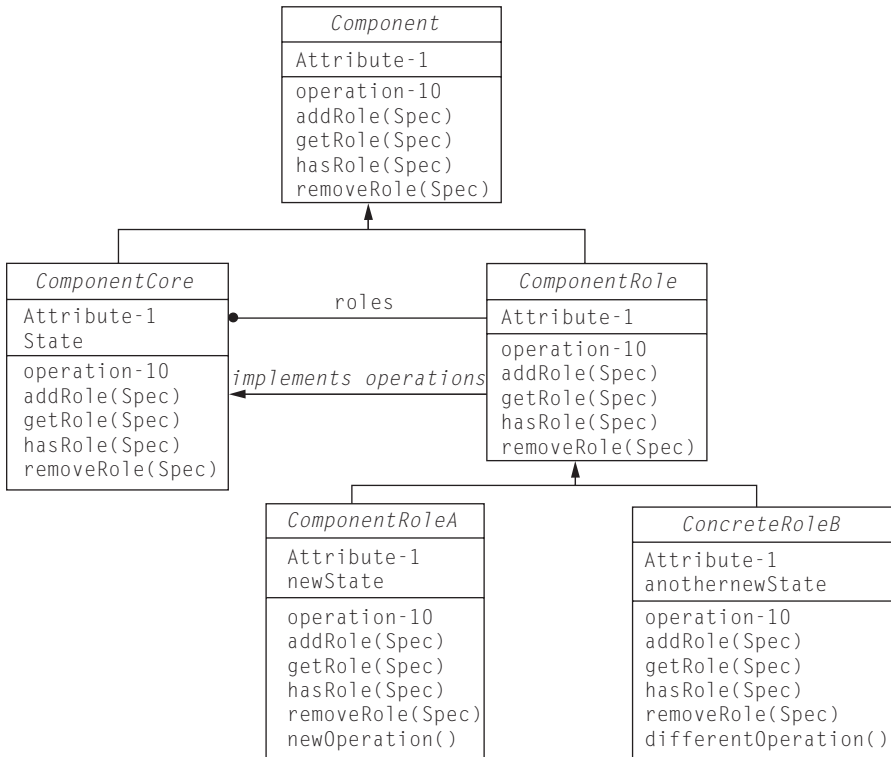 Component
Attribute-1
operation-10
addRole(Spec)
getRole(Spec)
hasRole(Spec)
removeRole(Spec)
ComponentCore
Attribute-1
State
operation-10
addRole(Spec)
getRole(Spec)
hasRole(Spec)
removeRole(Spec)
roles
implements operations
ComponentRole
Attribute-1
operation-10
addRole(Spec)
getRole(Spec)
hasRole(Spec)
removeRole(Spec)
ComponentRoleA
Attribute-1
newState
operation-10
addRole(Spec)
getRole(Spec)
hasRole(Spec)
removeRole(Spec)
newOperation()
ConcreteRoleB
Attribute-1
anothernewState
operation-10
addRole(Spec)
getRole(Spec)
hasRole(Spec)
removeRole(Spec)
differentOperation()